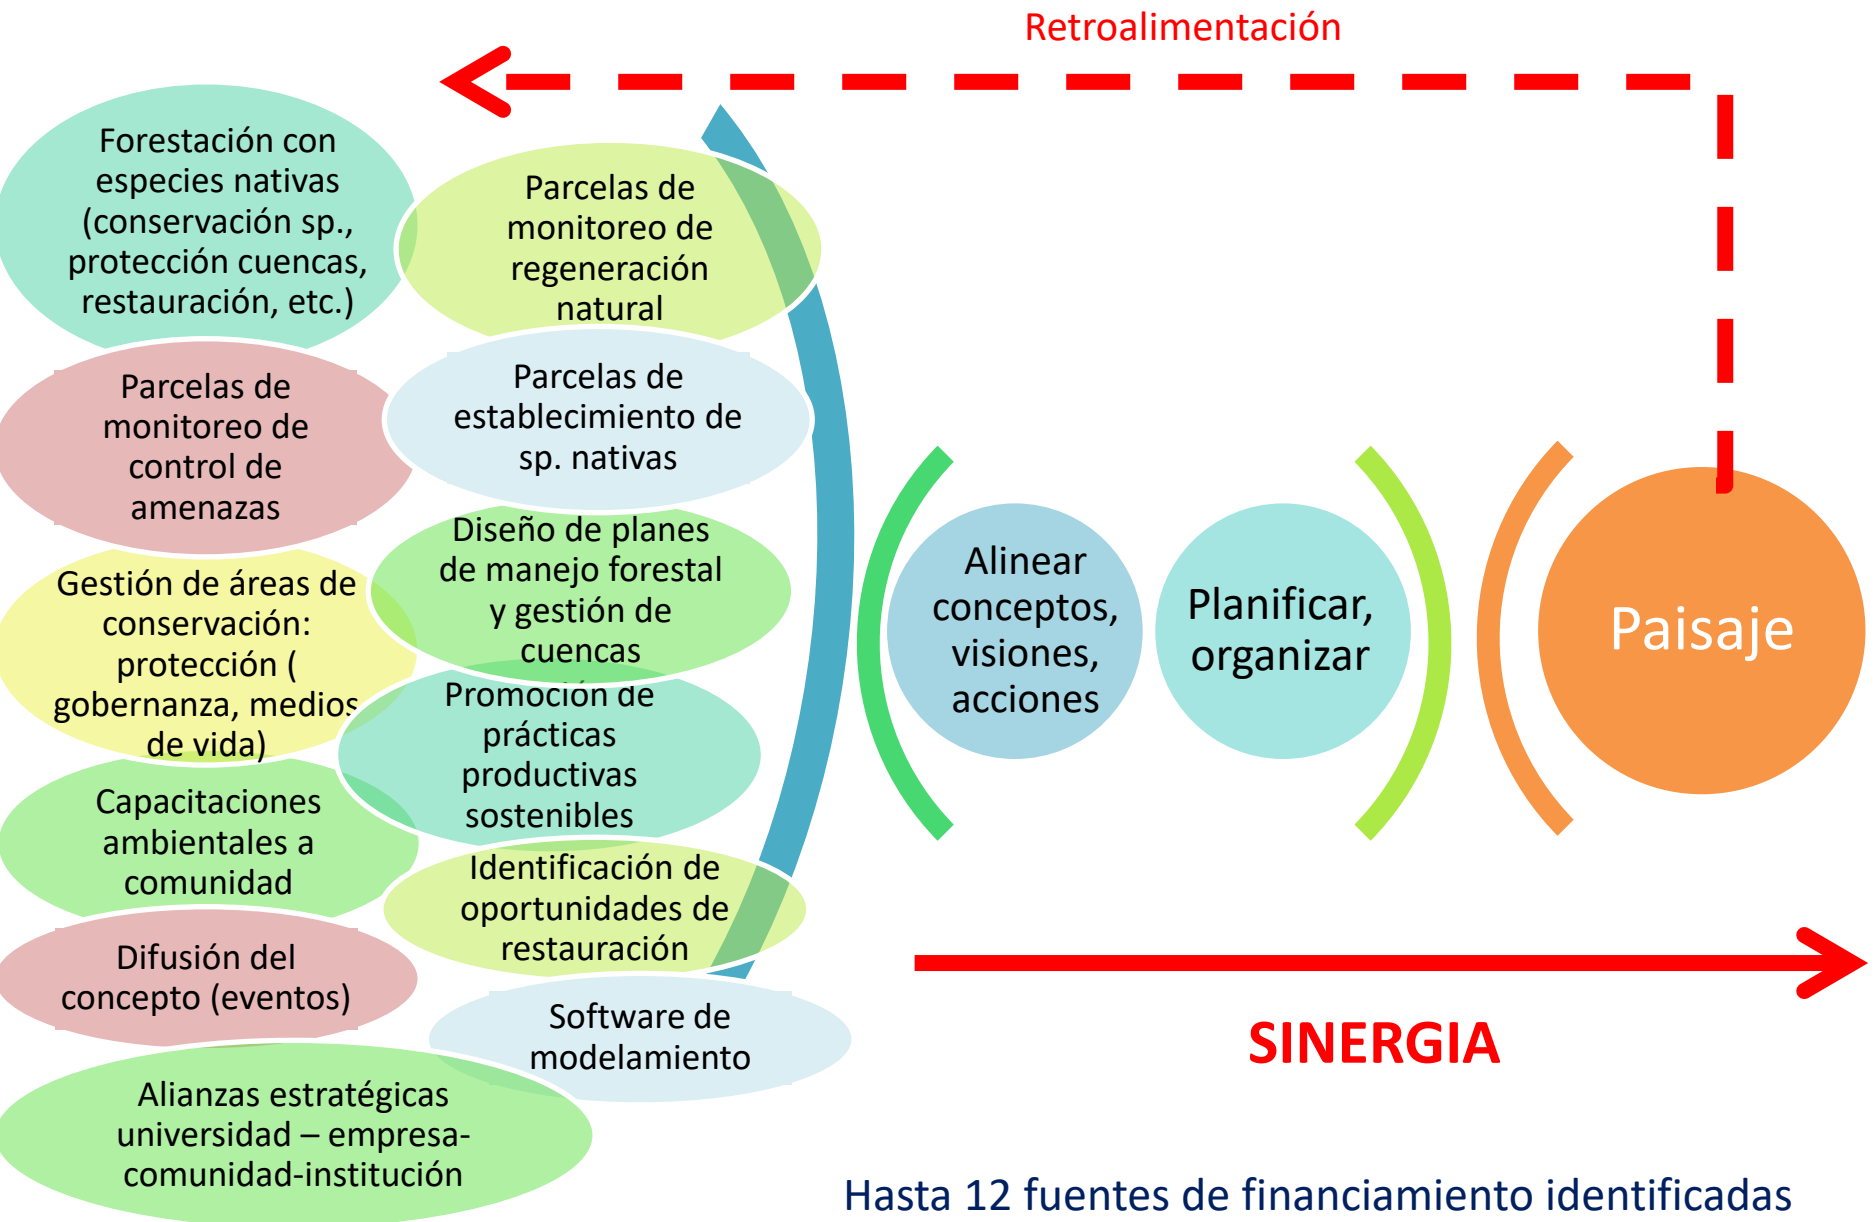 Retroalimentación
Forestación con
especies nativas
(conservación sp.,
protección cuencas,
restauración, etc.)
Parcelas de
monitoreo de
regeneración
natural
Parcelas de
monitoreo de
control de
amenazas
Parcelas de
establecimiento de
sp. nativas
Gestión de áreas de
conservación:
protección (
gobernanza, medios
de vida)
Diseño de planes
de manejo forestal
y gestión de
cuencas
Capacitaciones
ambientales a
comunidad
Promoción de
prácticas
productivas
sostenibles
Difusión del
concepto (eventos)
Identificación de
oportunidades de
restauración
Software de
modelamiento
Alianzas estratégicas
universidad – empresa-
comunidad-institución
Alinear
conceptos,
visiones,
acciones
Planificar,
organizar
Paisaje
SINERGIA
Hasta 12 fuentes de financiamiento identificadas